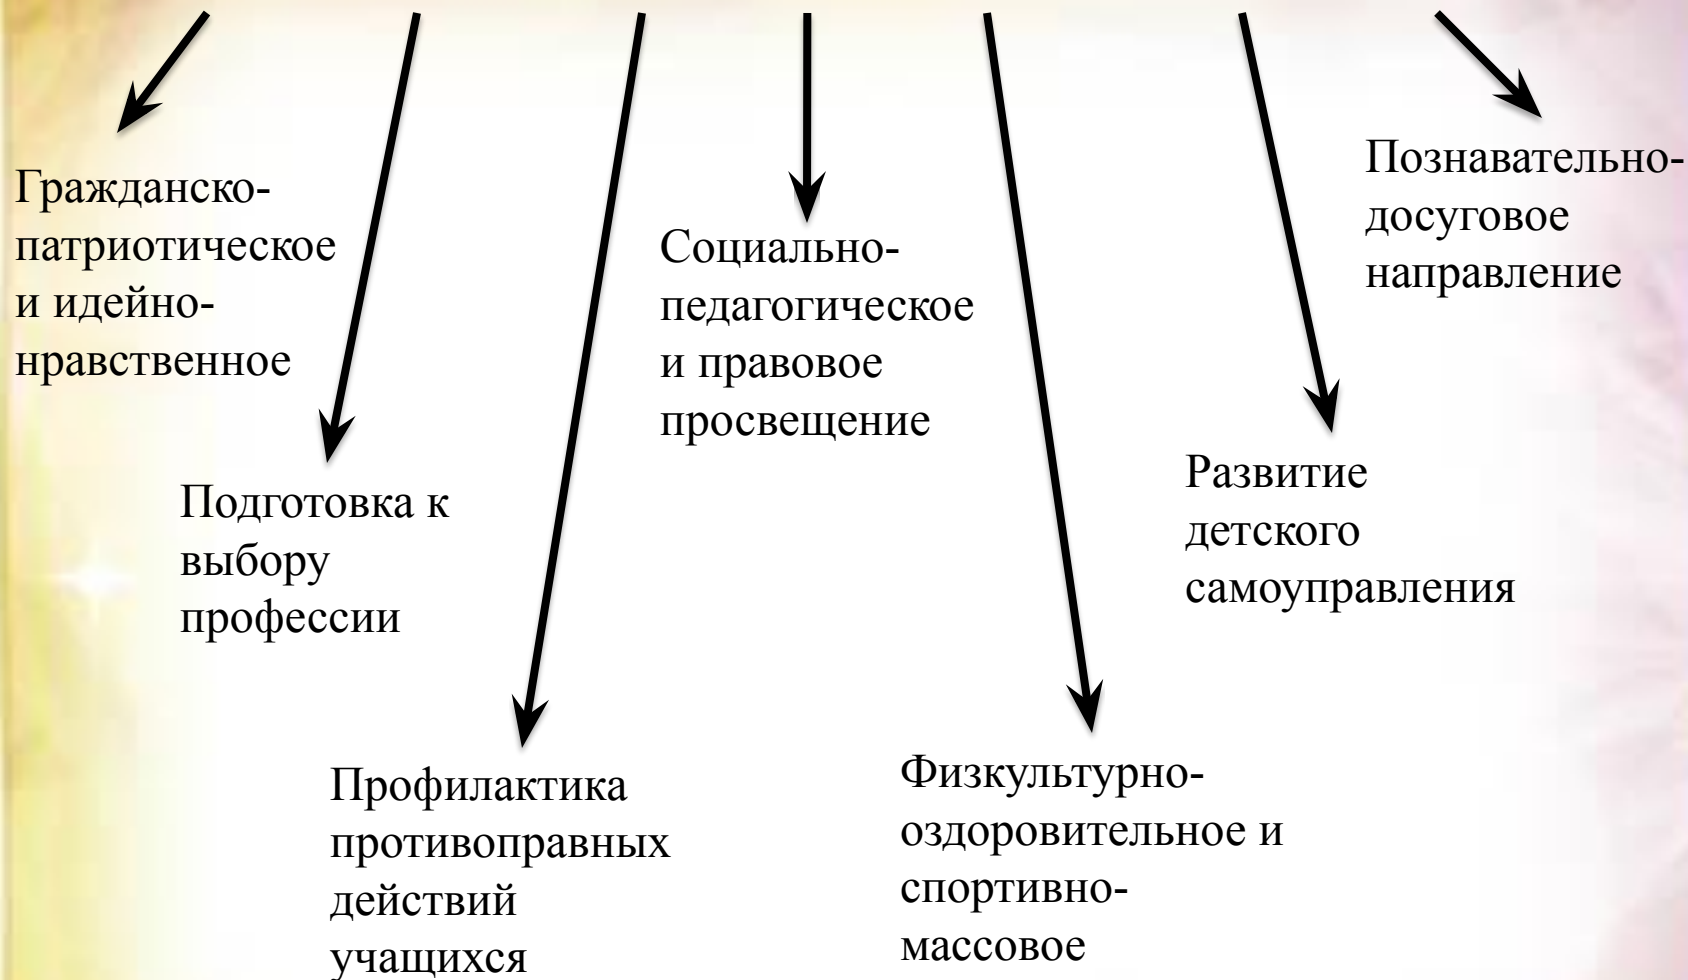 Гражданско-
патриотическое
и идейно-
нравственное
Подготовка к
выбору
профессии
Профилактика
противоправных
действий
учащихся
Социально-
педагогическое
и правовое
просвещение
Физкультурно-
оздоровительное и
спортивно-
массовое
Развитие
детского
самоуправления
Познавательно-
досуговое
направление